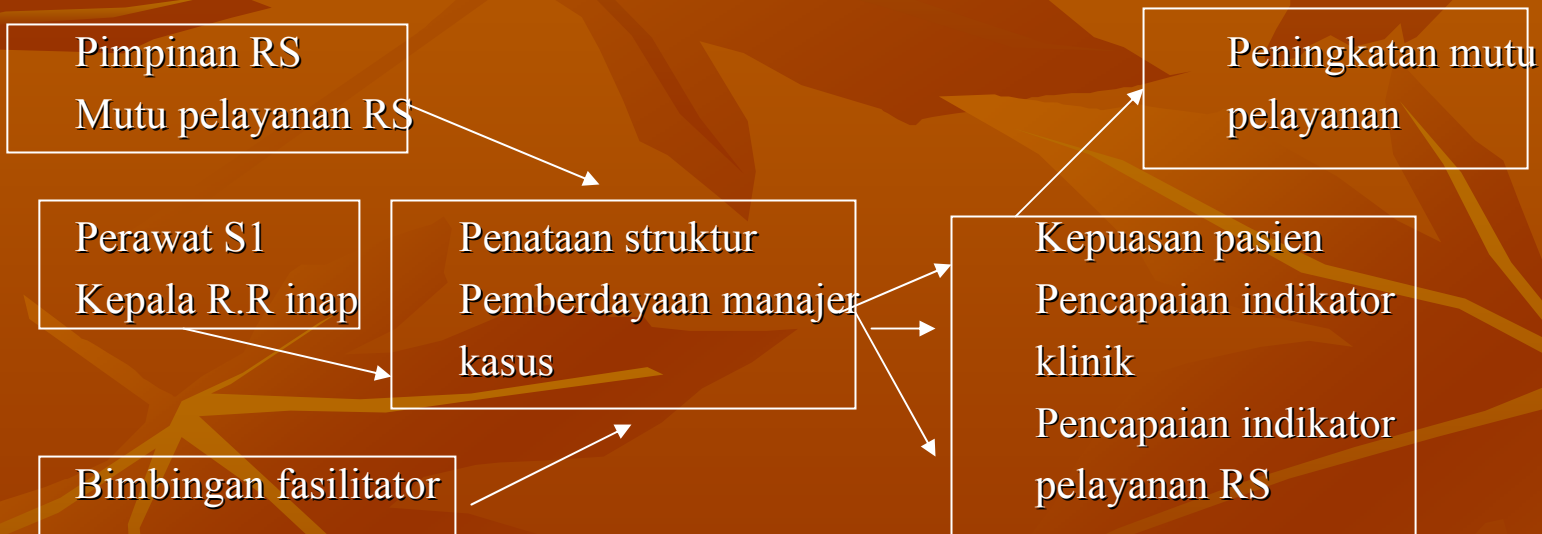 Pimpinan RS
Mutu pelayanan RS
Peningkatan mutu
pelayanan
Perawat S1
Kepala R.R inap
Penataan struktur
Pemberdayaan manajer
kasus
Kepuasan pasien
Pencapaian indikator
klinik
Pencapaian indikator
pelayanan RS
Bimbingan fasilitator